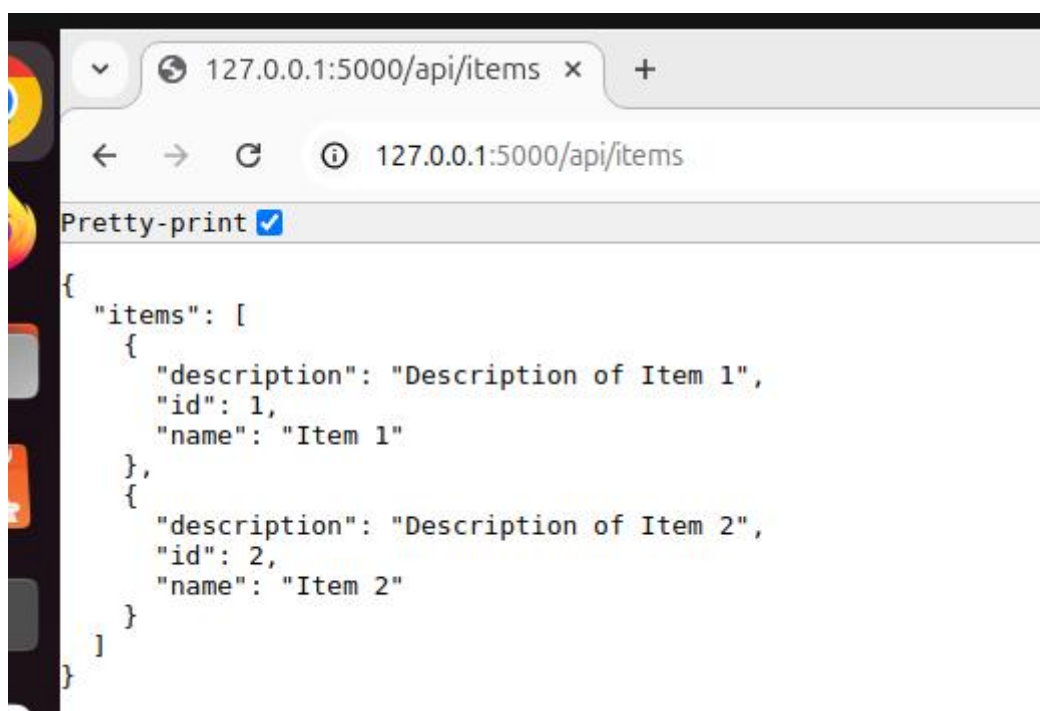 127.0.0.1:5000/api/items
127.0.0.1:5000/api/items
Pretty-print
{
  "items": [
    {
      "description": "Description of Item 1",
      "id": 1,
      "name": "Item 1"
    },
    {
      "description": "Description of Item 2",
      "id": 2,
      "name": "Item 2"
    }
  ]
}